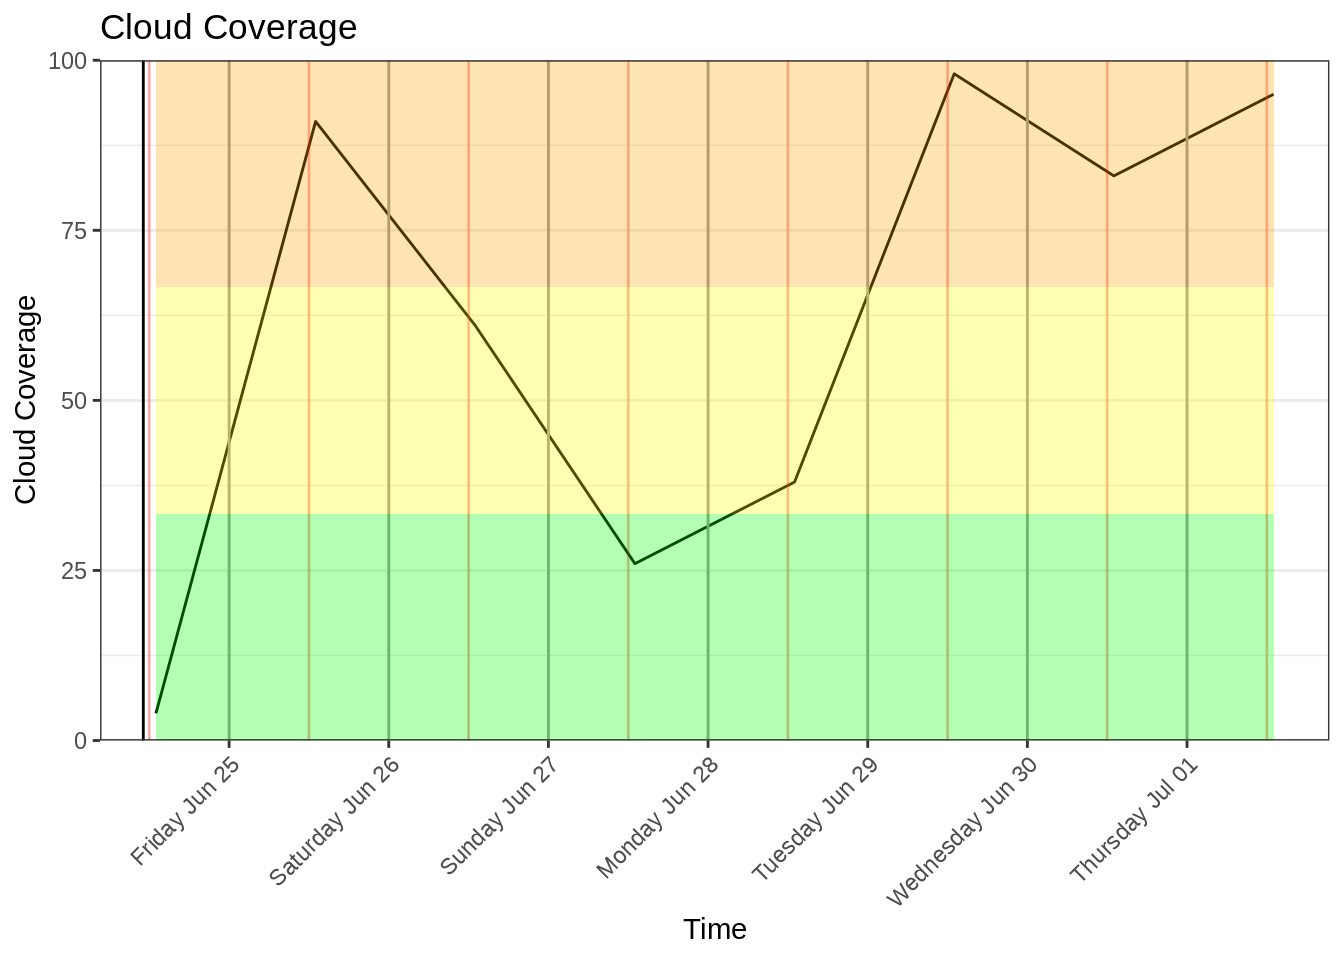 Cloud Coverage
100
75
50
25
0
Cloud Coverage
Friday Jun 25
Saturday Jun 26
Sunday Jun 27
Monday Jun 28
Tuesday Jun 29
Wednesday Jun 30
Thursday Jul 01
Time